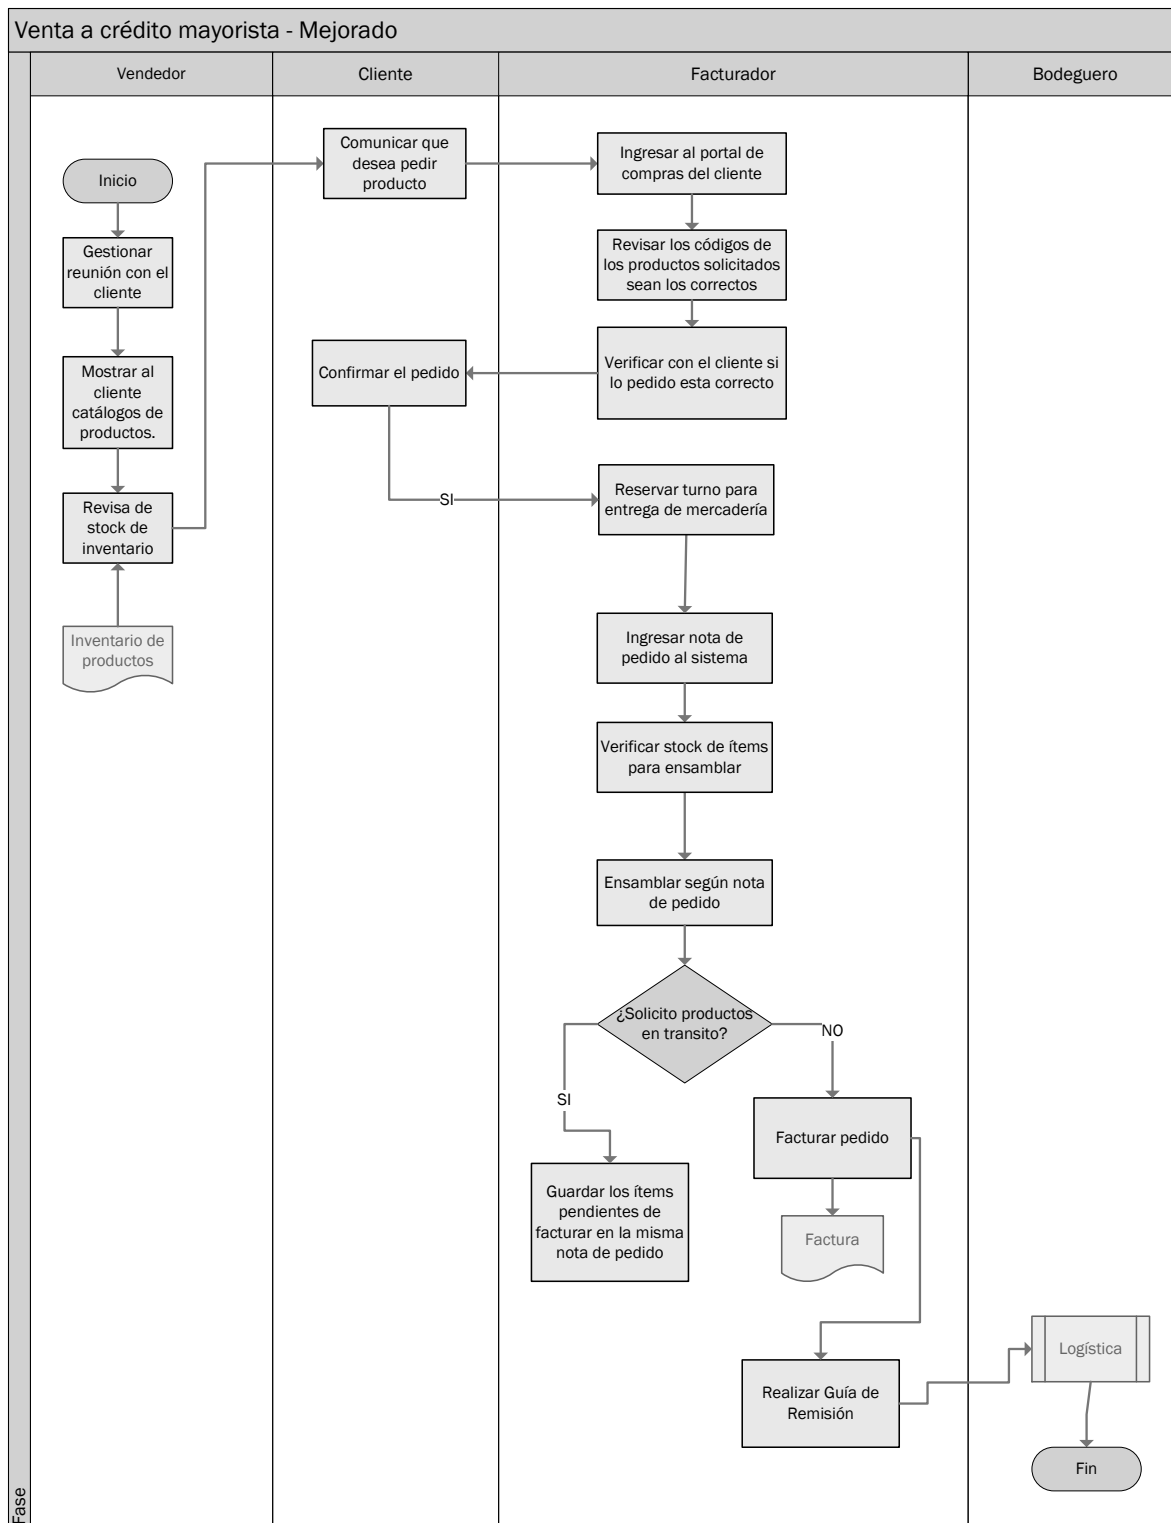 Venta a crédito mayorista - Mejorado
Fase
Vendedor
Cliente
Facturador
Bodeguero
Inicio
Gestionar
reunión con el
cliente
Mostrar al
cliente
catálogos de
productos.
Revisa de
stock de
inventario
Inventario de
productos
Comunicar que
desea pedir
producto
Ingresar al portal de
compras del cliente
Revisar los códigos de
los productos solicitados
sean los correctos
Verificar con el cliente si
lo pedido esta correcto
Confirmar el pedido
SI
Reservar turno para
entrega de mercadería
Ingresar nota de
pedido al sistema
Verificar stock de ítems
para ensamblar
Ensamblar según nota
de pedido
¿Solicito productos
en transito?
SI
NO
Guardar los ítems
pendientes de
facturar en la misma
nota de pedido
Facturar pedido
Factura
Realizar Guía de
Remisión
Logística
Fin